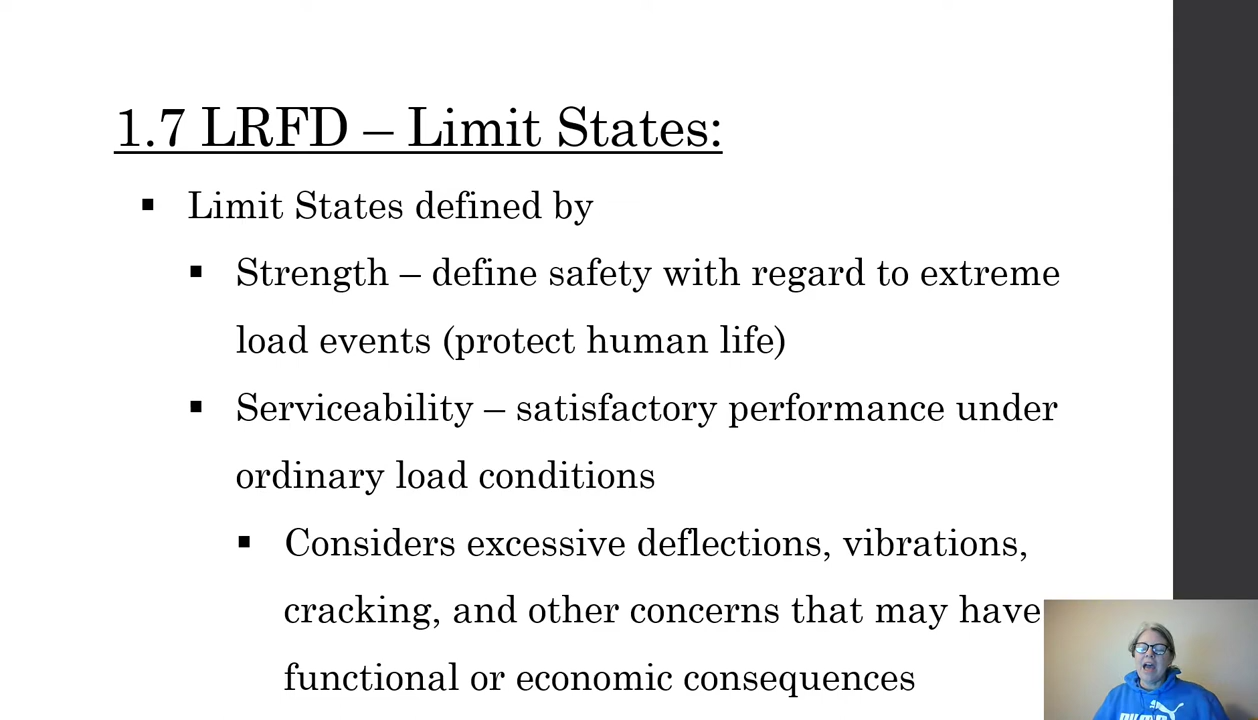 1.7 LRFD – Limit States:
▪ Limit States defined by
▪ Strength – define safety with regard to extreme
load events (protect human life)
▪ Serviceability – satisfactory performance under
ordinary load conditions
▪ Considers excessive deflections, vibrations,
cracking, and other concerns that may have
functional or economic consequences